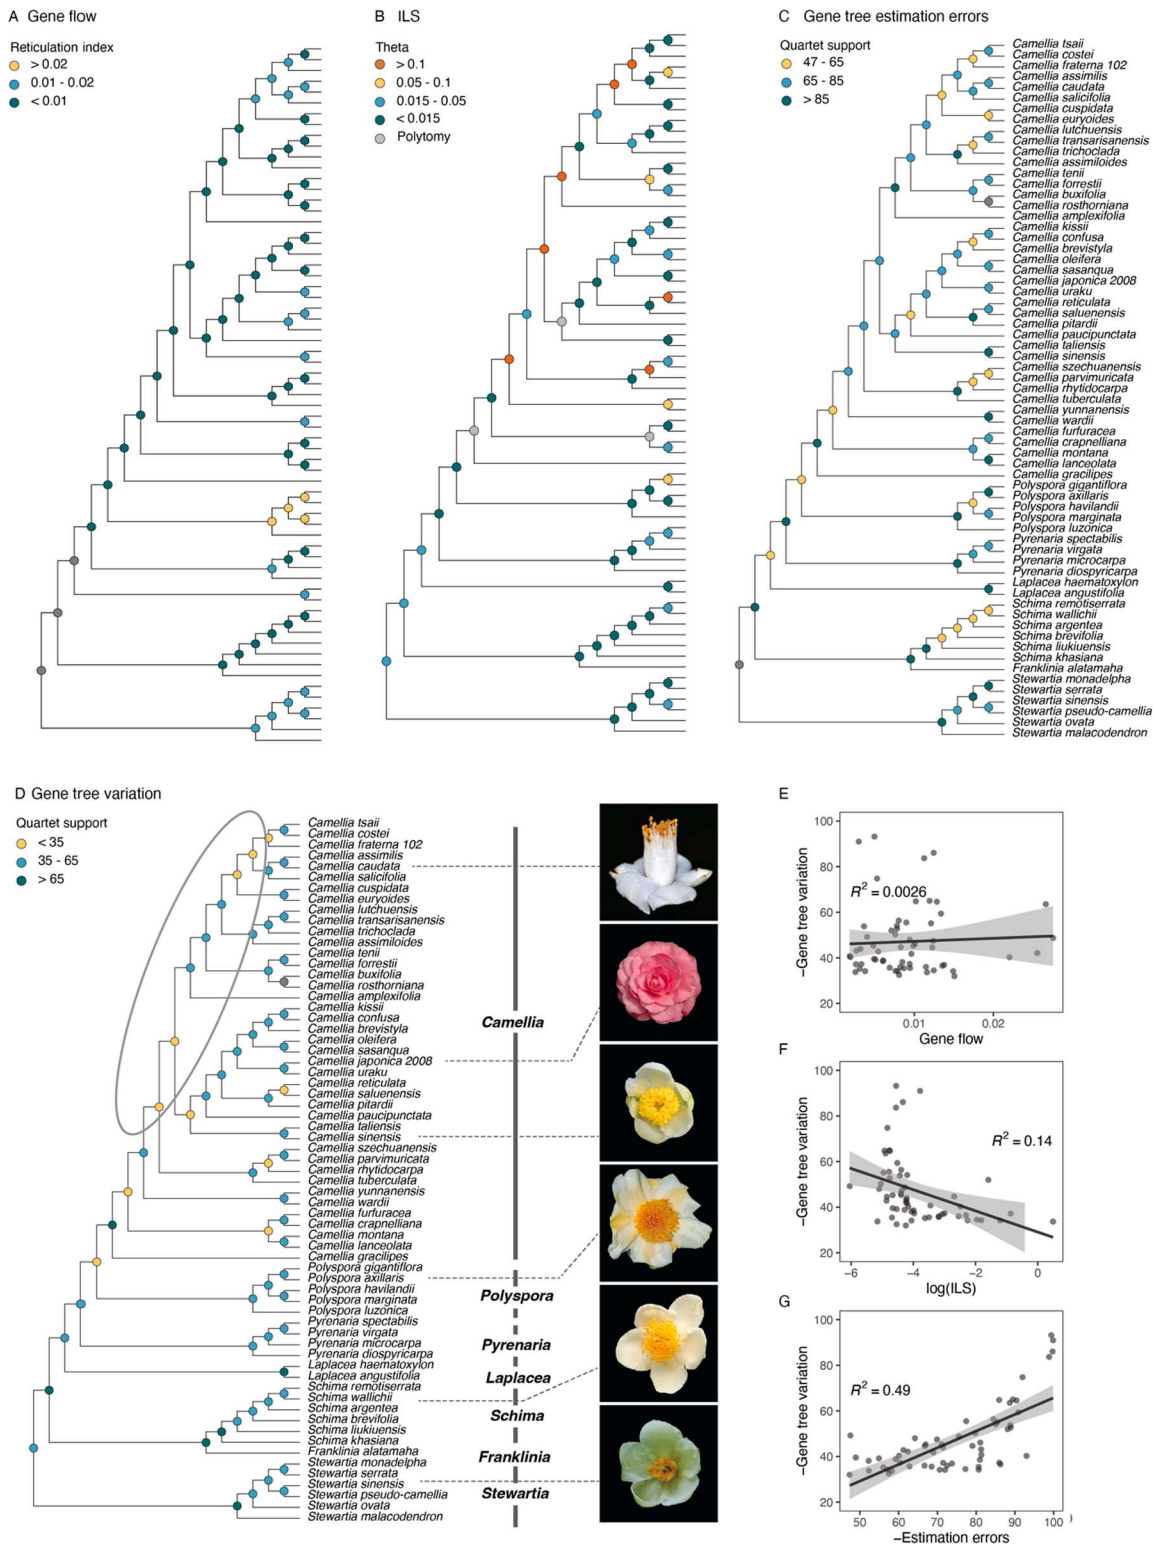 A Gene flow
Reticulation index
> 0.02
0.01 - 0.02
< 0.01
B ILS
Theta
> 0.1
0.05 - 0.1
0.015 - 0.05
< 0.015
Polytomy
C Gene tree estimation errors
Quartet support
47 - 65
65 - 85
> 85
Camellia tsaii
Camellia costei
Camellia fraterna 102
Camellia assimilis
Camellia caudata
Camellia salicifolia
Camellia cuspidata
Camellia euryoides
Camellia lutchuensis
Camellia transarisanensis
Camellia trichoclada
Camellia assimiloides
Camellia tenii
Camellia forrestii
Camellia buxifolia
Camellia rosthorniana
Camellia amplexifolia
Camellia kissii
Camellia confusa
Camellia brevistyla
Camellia oleifera
Camellia sasanqua
Camellia japonica 2008
Camellia uraku
Camellia reticulata
Camellia saluenensis
Camellia pitardii
Camellia paucipunctata
Camellia taliensis
Camellia sinensis
Camellia szechuanensis
Camellia parvimuricata
Camellia rhytidocarpa
Camellia tuberculata
Camellia yunnanensis
Camellia wardii
Camellia furfuracea
Camellia crapnelliana
Camellia montana
Camellia lanceolata
Camellia gracilipes
Polyspora gigantiflora
Polyspora axillaris
Polyspora havilandii
Polyspora marginata
Polyspora luzonica
Pyrenaria spectabilis
Pyrenaria virgata
Pyrenaria microcarpa
Pyrenaria diospyricarpa
Laplacea haematoxylon
Laplacea angustifolia
Schima remotiserrata
Schima wallichii
Schima argentea
Schima brevifolia
Schima liukiuensis
Schima khasiana
Franklinia alatamaha
Stewartia monadelpha
Stewartia serrata
Stewartia sinensis
Stewartia pseudo-camellia
Stewartia ovata
Stewartia malacodendron
D Gene tree variation
Quartet support
< 35
35 - 65
> 65
Camellia tsaii
Camellia costei
Camellia fraterna 102
Camellia assimilis
Camellia caudata
Camellia salicifolia
Camellia cuspidata
Camellia euryoides
Camellia lutchuensis
Camellia transarisanensis
Camellia trichoclada
Camellia assimiloides
Camellia tenii
Camellia forrestii
Camellia buxifolia
Camellia rosthorniana
Camellia amplexifolia
Camellia kissii
Camellia confusa
Camellia brevistyla
Camellia oleifera
Camellia sasanqua
Camellia japonica 2008
Camellia uraku
Camellia reticulata
Camellia saluenensis
Camellia pitardii
Camellia paucipunctata
Camellia taliensis
Camellia sinensis
Camellia szechuanensis
Camellia parvimuricata
Camellia rhytidocarpa
Camellia tuberculata
Camellia yunnanensis
Camellia wardii
Camellia furfuracea
Camellia crapnelliana
Camellia montana
Camellia lanceolata
Camellia gracilipes
Polyspora gigantiflora
Polyspora axillaris
Polyspora havilandii
Polyspora marginata
Polyspora luzonica
Pyrenaria spectabilis
Pyrenaria virgata
Pyrenaria microcarpa
Pyrenaria diospyricarpa
Laplacea haematoxylon
Laplacea angustifolia
Schima remotiserrata
Schima wallichii
Schima argentea
Schima brevifolia
Schima liukiuensis
Schima khasiana
Franklinia alatamaha
Stewartia monadelpha
Stewartia serrata
Stewartia sinensis
Stewartia pseudo-camellia
Stewartia ovata
Stewartia malacodendron
Camellia
Polyspora
Pyrenaria
Laplacea
Schima
Franklinia
Stewartia
E
−Gene tree variation
100
80
60
40
20
R² = 0.0026
0.01 0.02
Gene flow
F
−Gene tree variation
100
80
60
40
20
R² = 0.14
−6 −4 −2 0
log(ILS)
G
−Gene tree variation
100
80
60
40
20
R² = 0.49
50 60 70 80 90 100
−Estimation errors